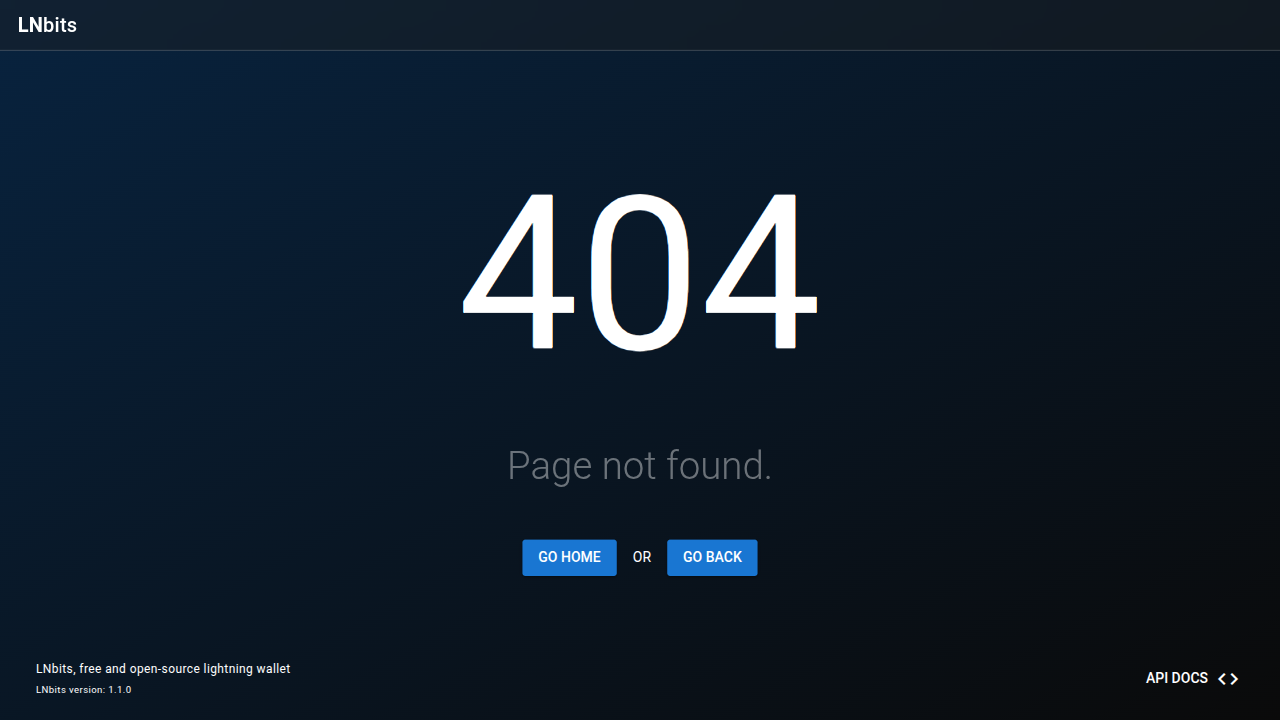 LNbits
404
Page not found.
GO HOME OR GO BACK
LNbits, free and open-source lightning wallet
LNbits version: 1.1.0
API DOCS